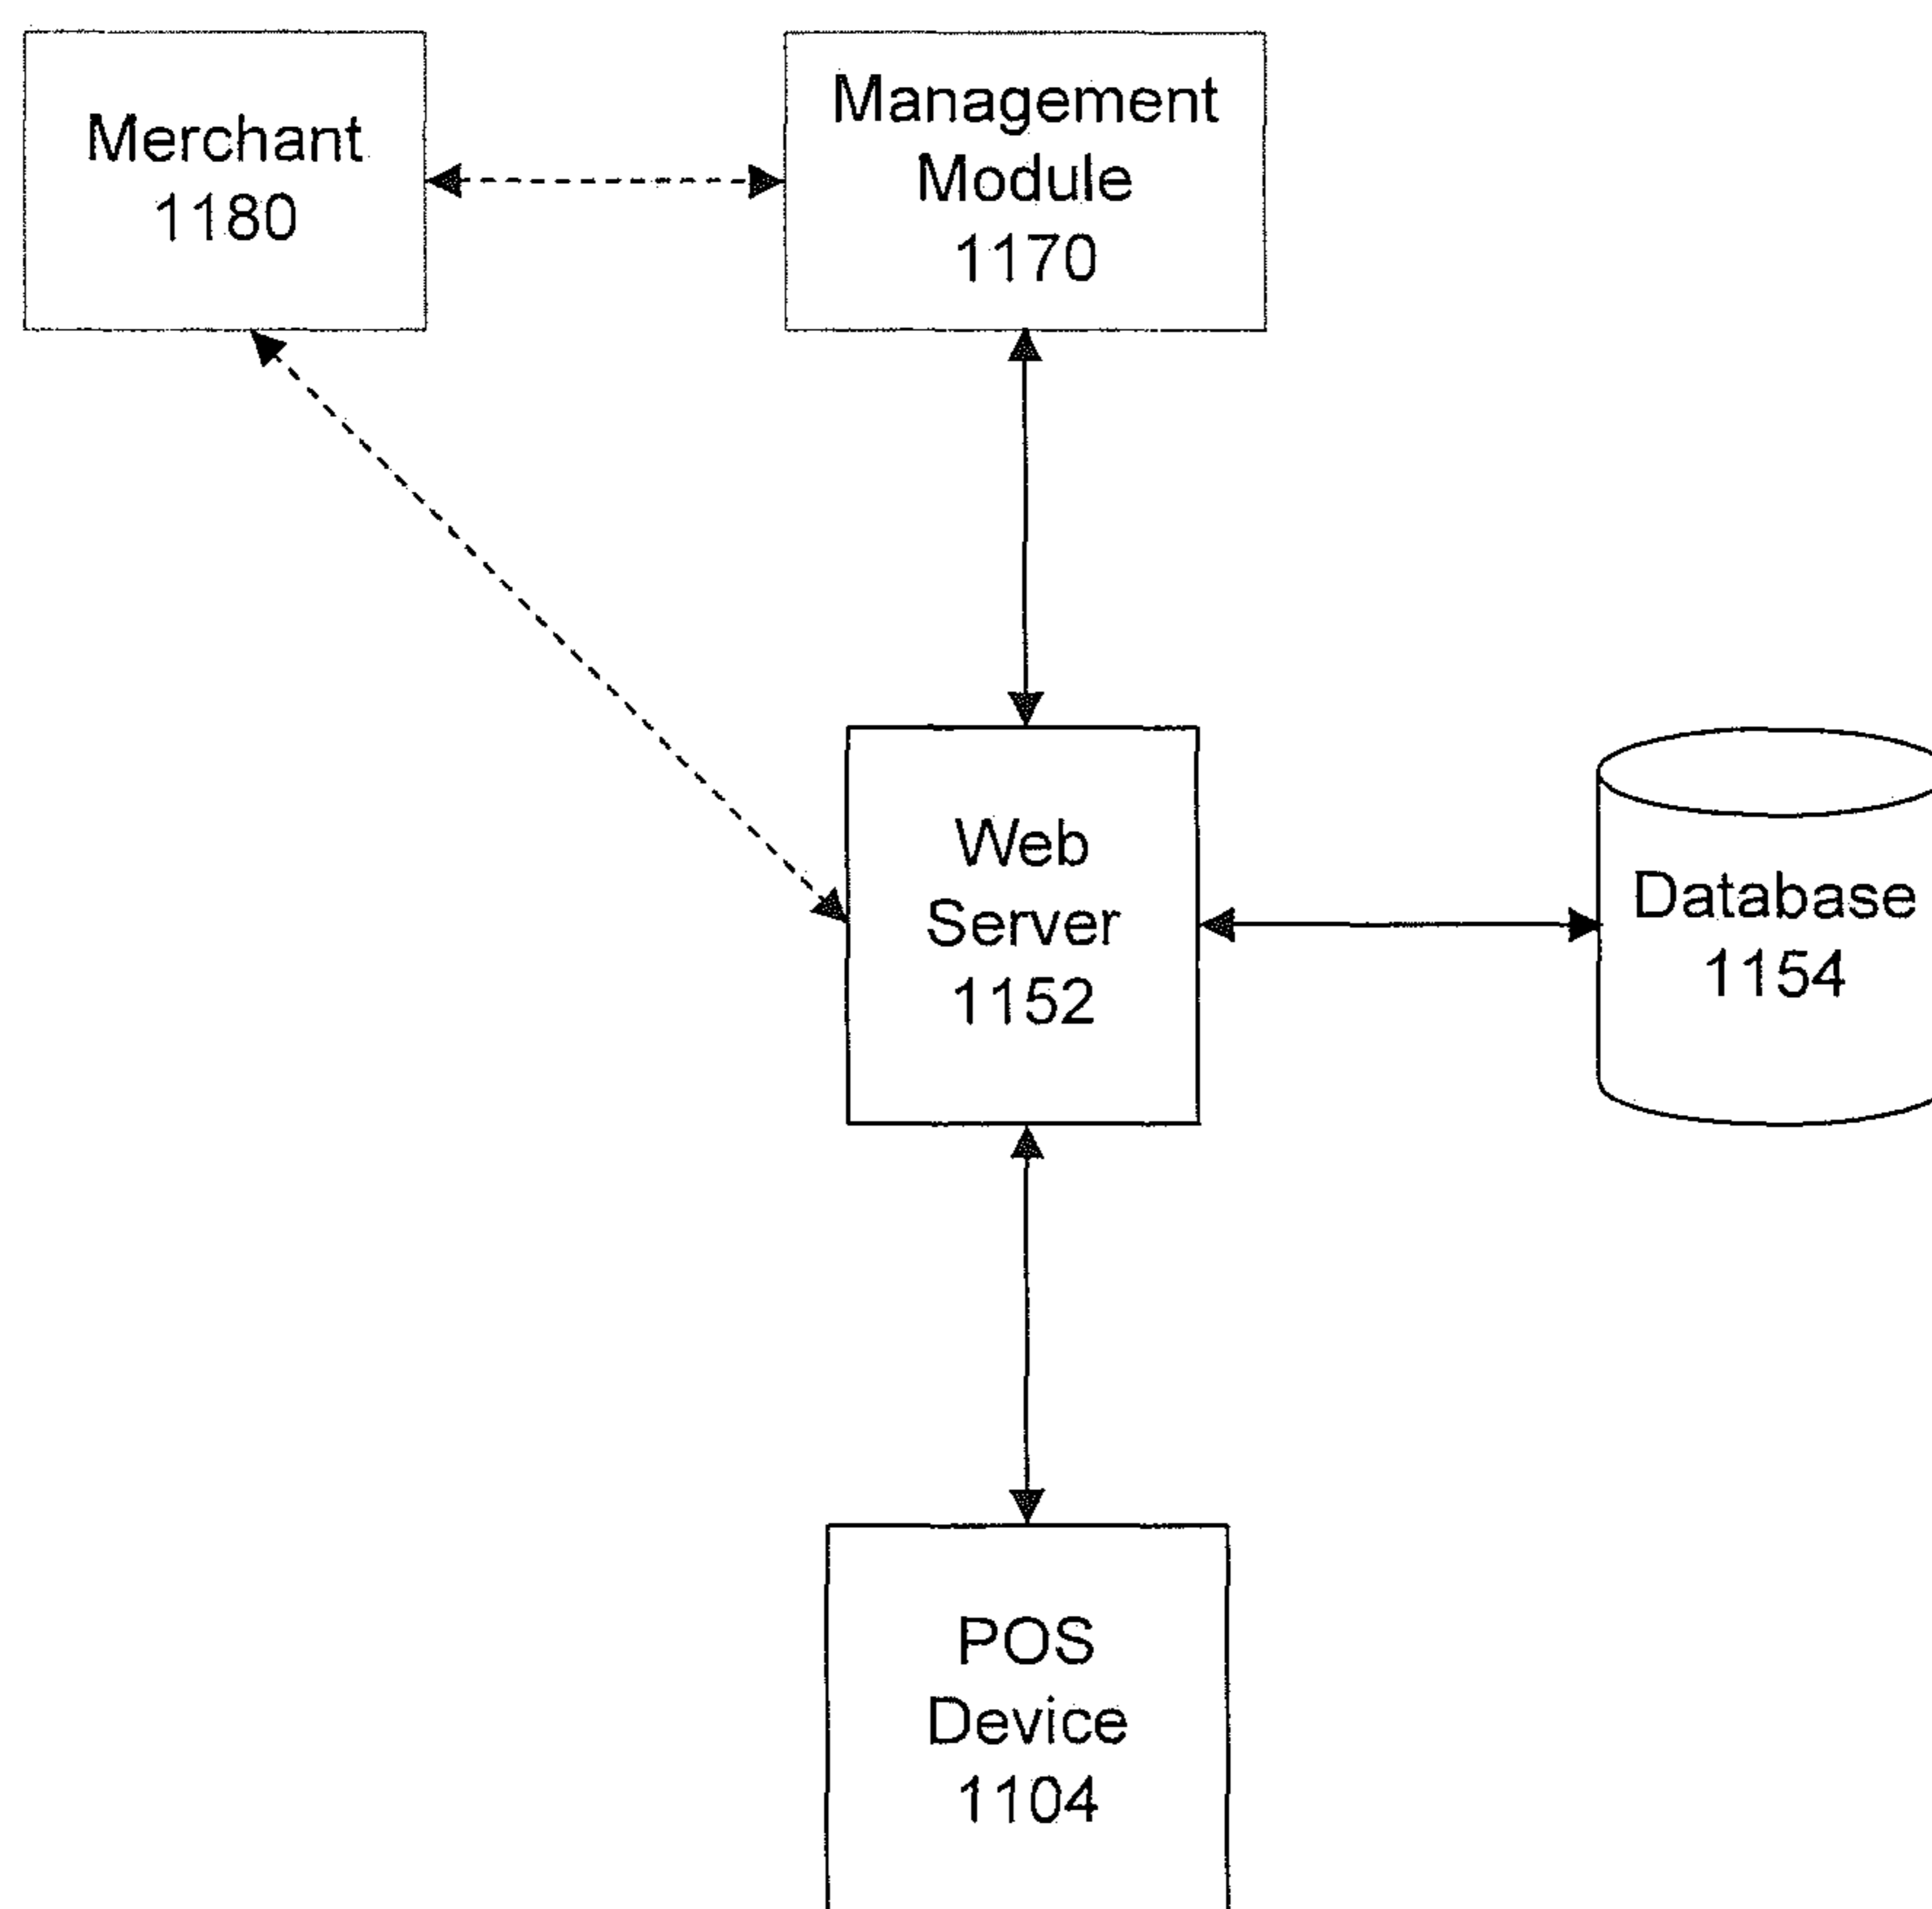 Merchant
1180
Management
Module
1170
Web
Server
1152
Database
1154
POS
Device
1104